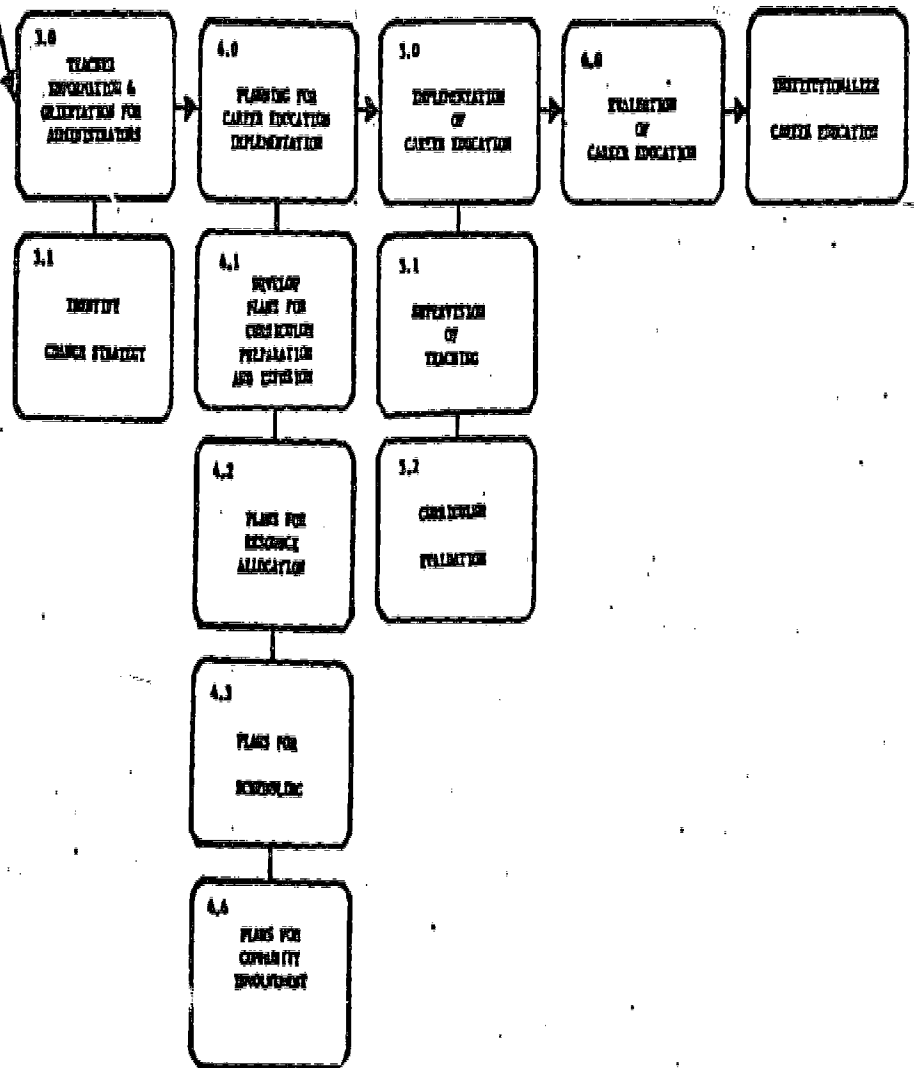 3.0
TEACHER
INFORMATION &
ORIENTATION FOR
ADMINISTRATORS
4.0
PLANNING FOR
CAREER EDUCATION
IMPLEMENTATION
5.0
IMPLEMENTATION
OF
CAREER EDUCATION
6.0
EVALUATION
OF
CAREER EDUCATION
INSTITUTIONALIZE
CAREER EDUCATION
3.1
IDENTIFY
CHANGE STRATEGY
4.1
DEVELOP
PLANS FOR
CURRICULUM
PREPARATION
AND
5.1
SUPERVISION
OF
TEACHING
4.2
PLANS FOR
RESOURCE
ALLOCATION
5.2
CURRICULUM
EVALUATION
4.3
PLANS FOR
SCHEDULING
4.4
PLANS FOR
COMMUNITY
INVOLVEMENT